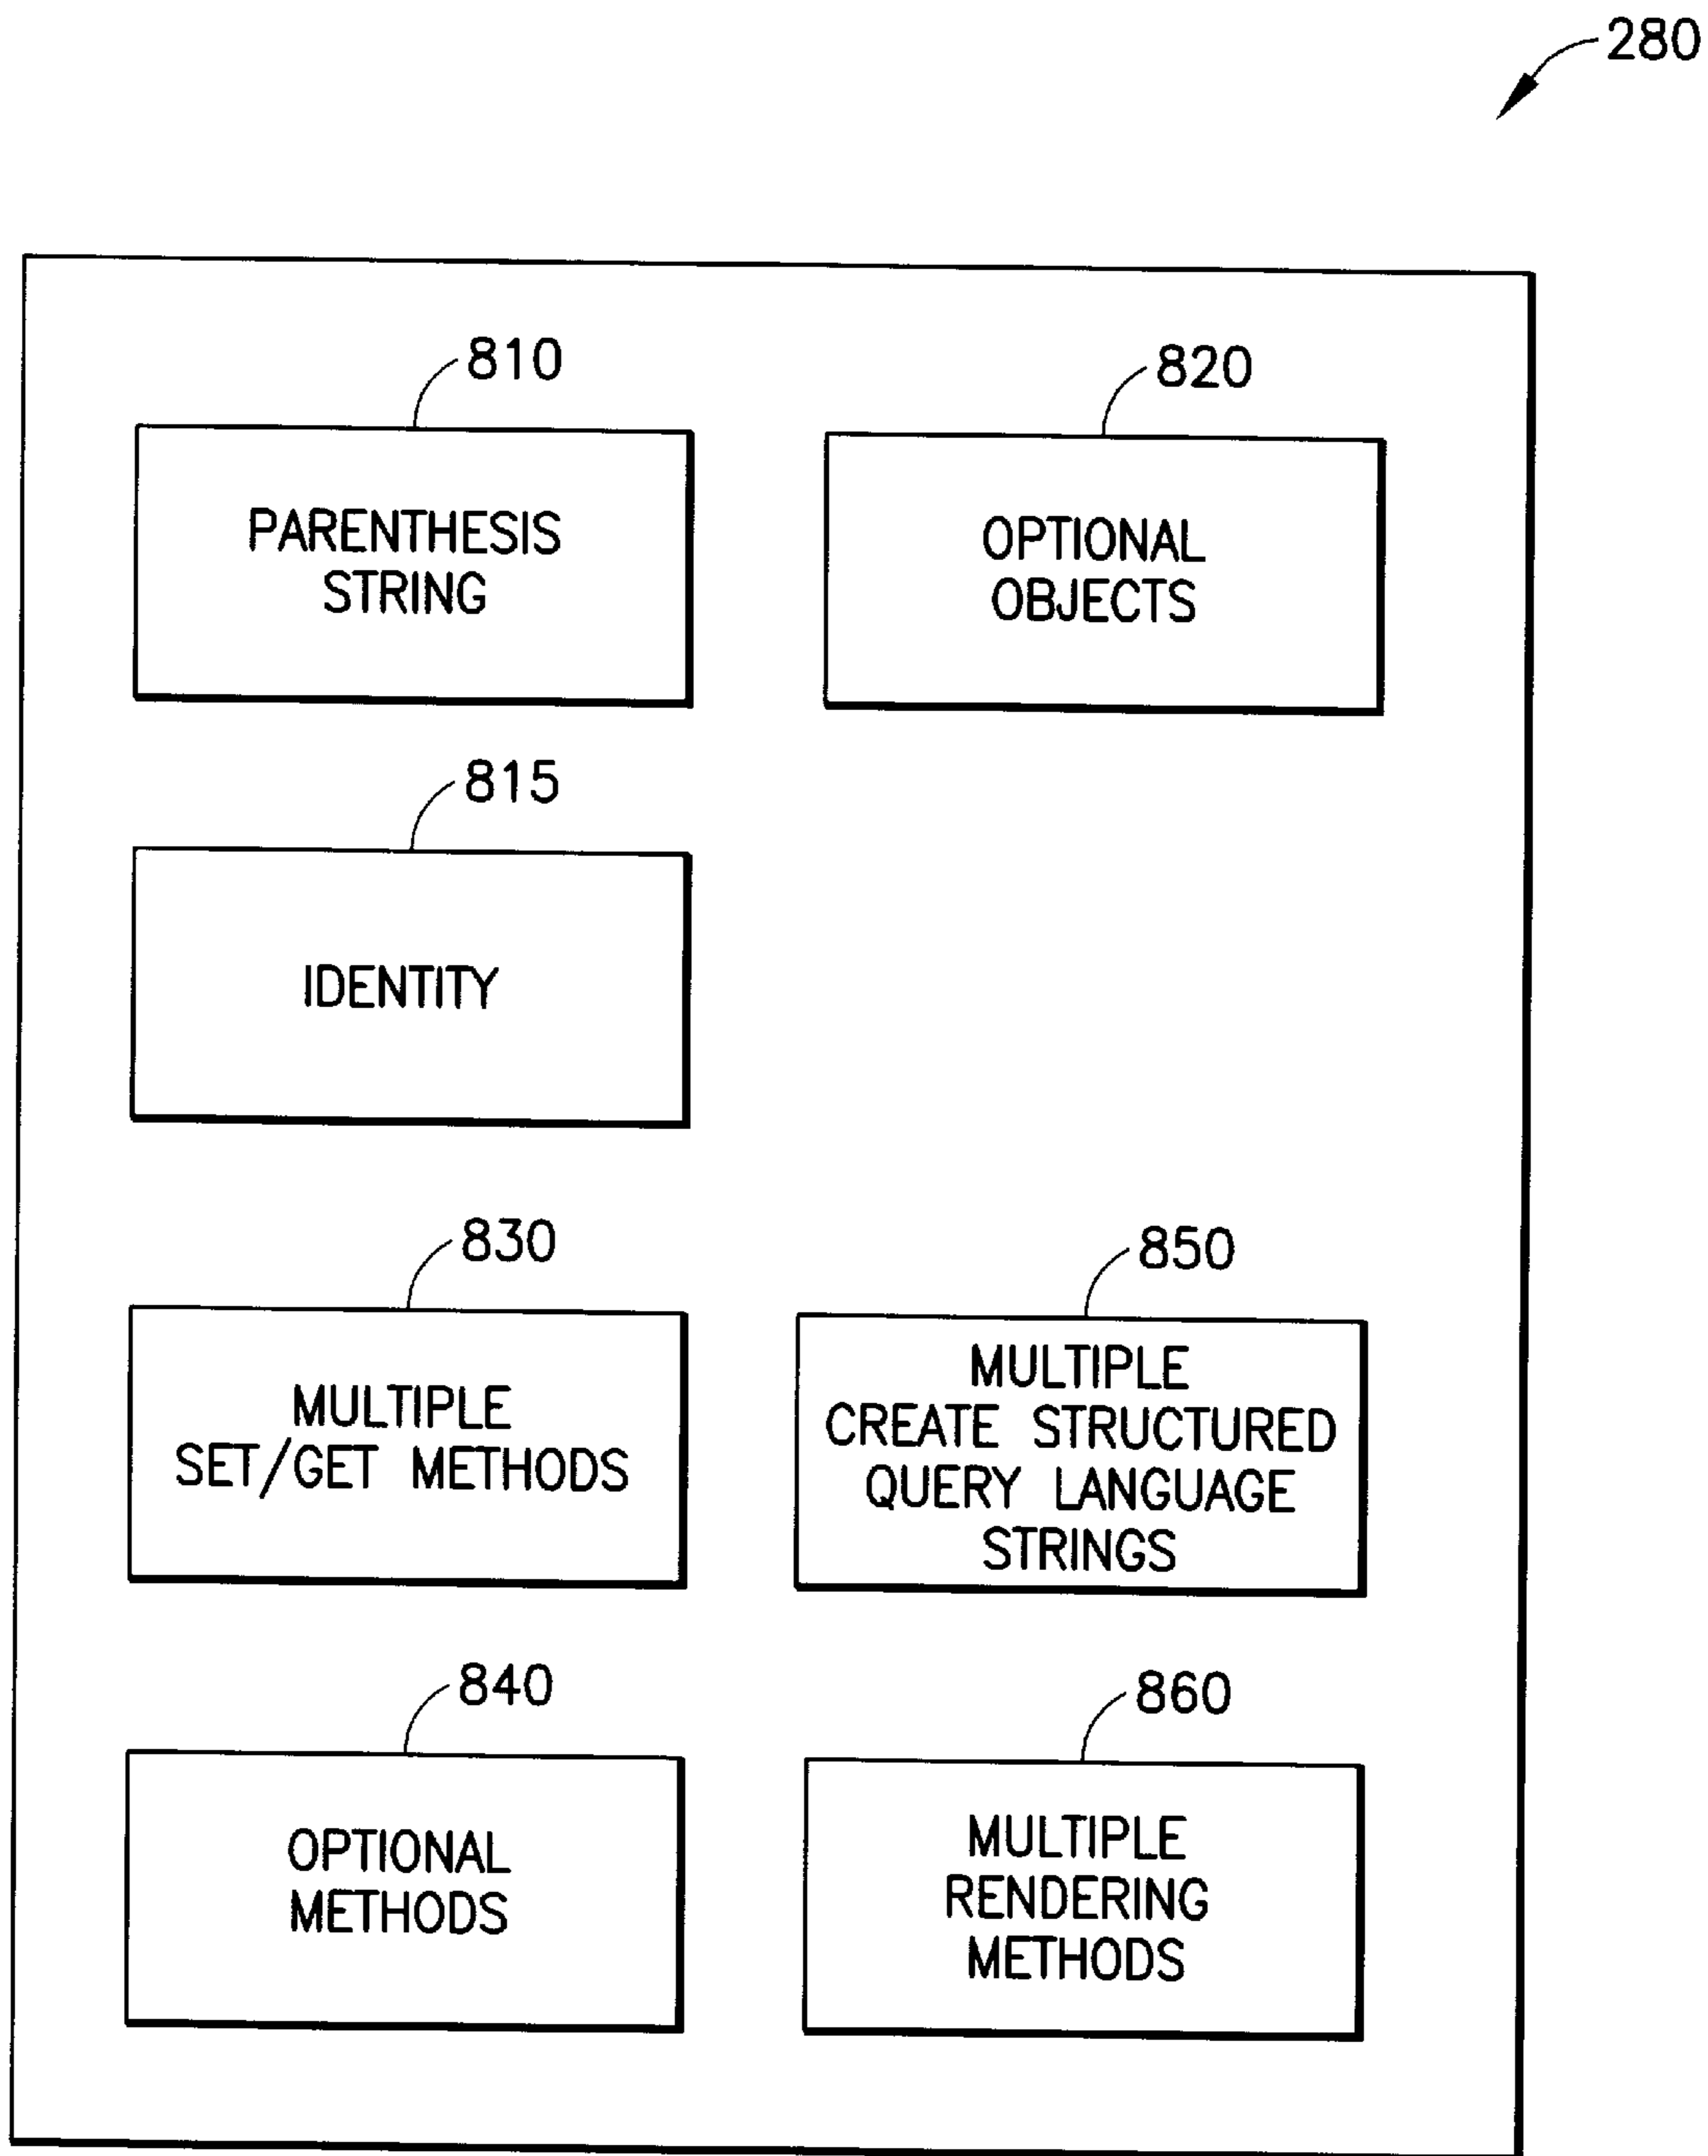 280
810
PARENTHESIS
STRING
820
OPTIONAL
OBJECTS
815
IDENTITY
830
MULTIPLE
SET/GET METHODS
850
MULTIPLE
CREATE STRUCTURED
QUERY LANGUAGE
STRINGS
840
OPTIONAL
METHODS
860
MULTIPLE
RENDERING
METHODS